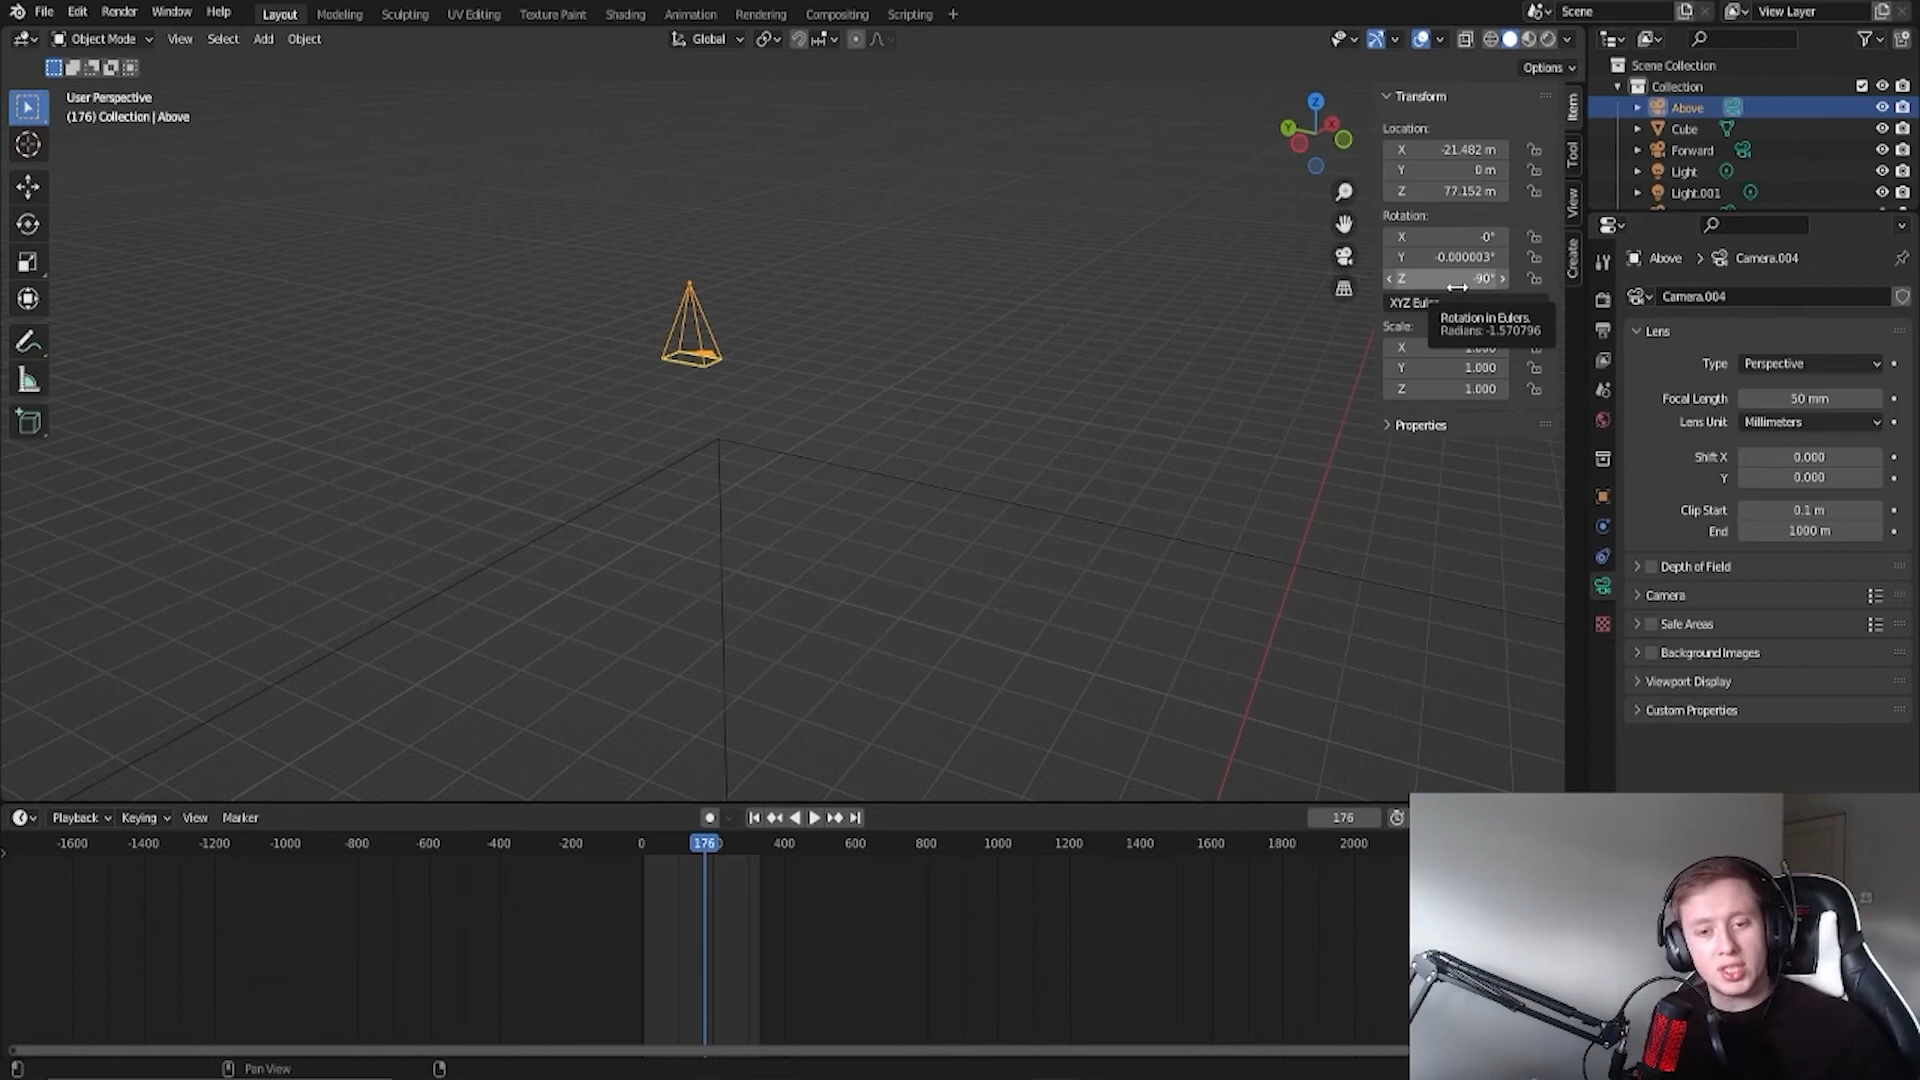 File Edit Render Window Help Layout Modeling Sculpting UV Editing Texture Paint Shading Animation Rendering Compositing Scripting + Scene View Layer
Object Mode View Select Add Object Global
Options
User Perspective
(176) Collection | Above
Transform
Location:
X -21.482 m
Y 0 m
Z 77.152 m
Rotation:
X -0°
Y -0.000003°
Z -90°
XYZ Euler
Rotation in Eulers.
Radians: -1.570796
Scale:
X 1.000
Y 1.000
Z 1.000
Properties
Item
Tool
View
Create
Scene Collection
Collection
Above
Cube
Forward
Light
Light.001
Above > Camera.004
Camera.004
Lens
Type Perspective
Focal Length 50 mm
Lens Unit Millimeters
Shift X 0.000
Y 0.000
Clip Start 0.1 m
End 1000 m
Depth of Field
Camera
Safe Areas
Background Images
Viewport Display
Custom Properties
Playback Keying View Marker 176
-1600 -1400 -1200 -1000 -800 -600 -400 -200 0 176 400 600 800 1000 1200 1400 1600 1800 2000
Pan View
X
Y
Z